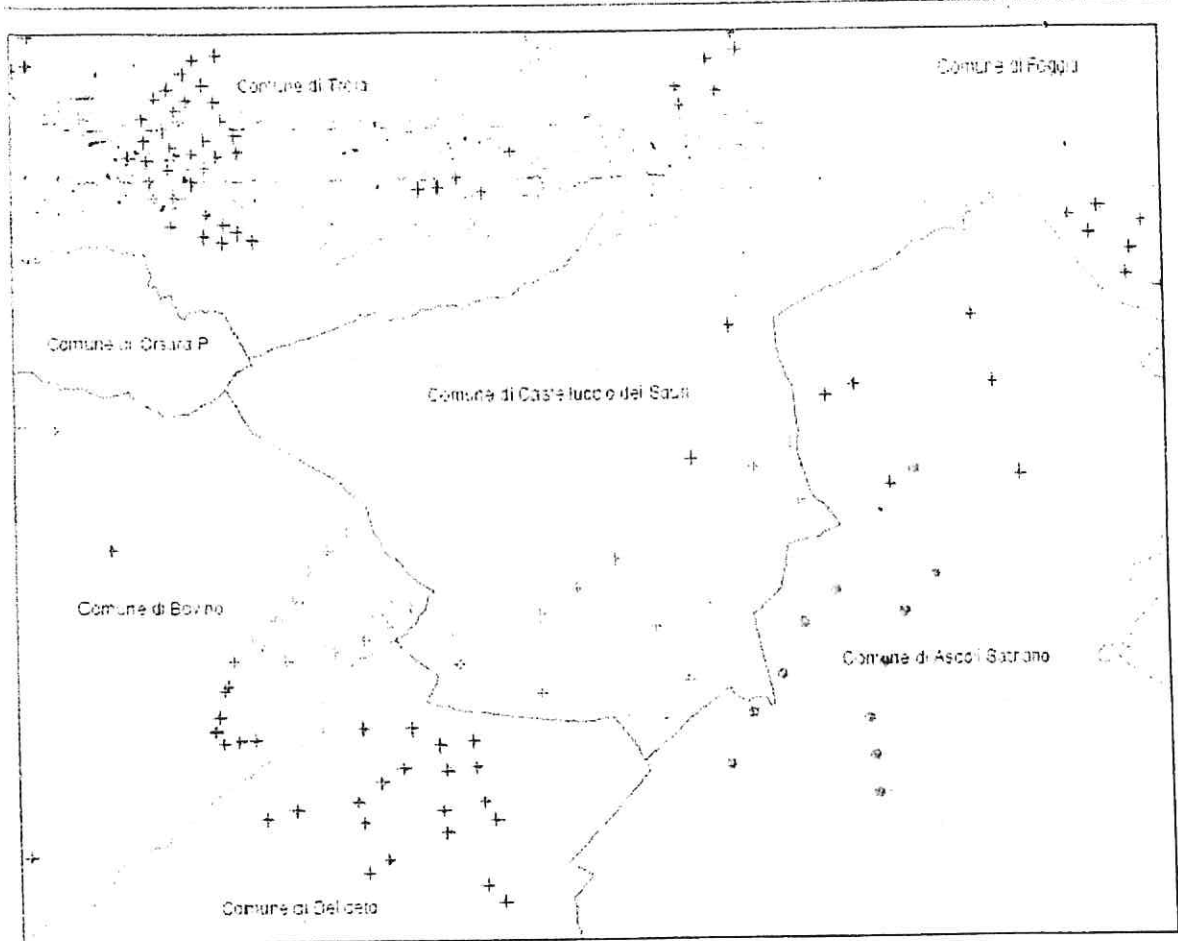 Comune di Troia
Comune di Foggia
Comune di Orsara P
Comune di Castelluccio dei Sauri
Comune di Bovino
Comune di Ascoli Satriano
Comune di Deliceto